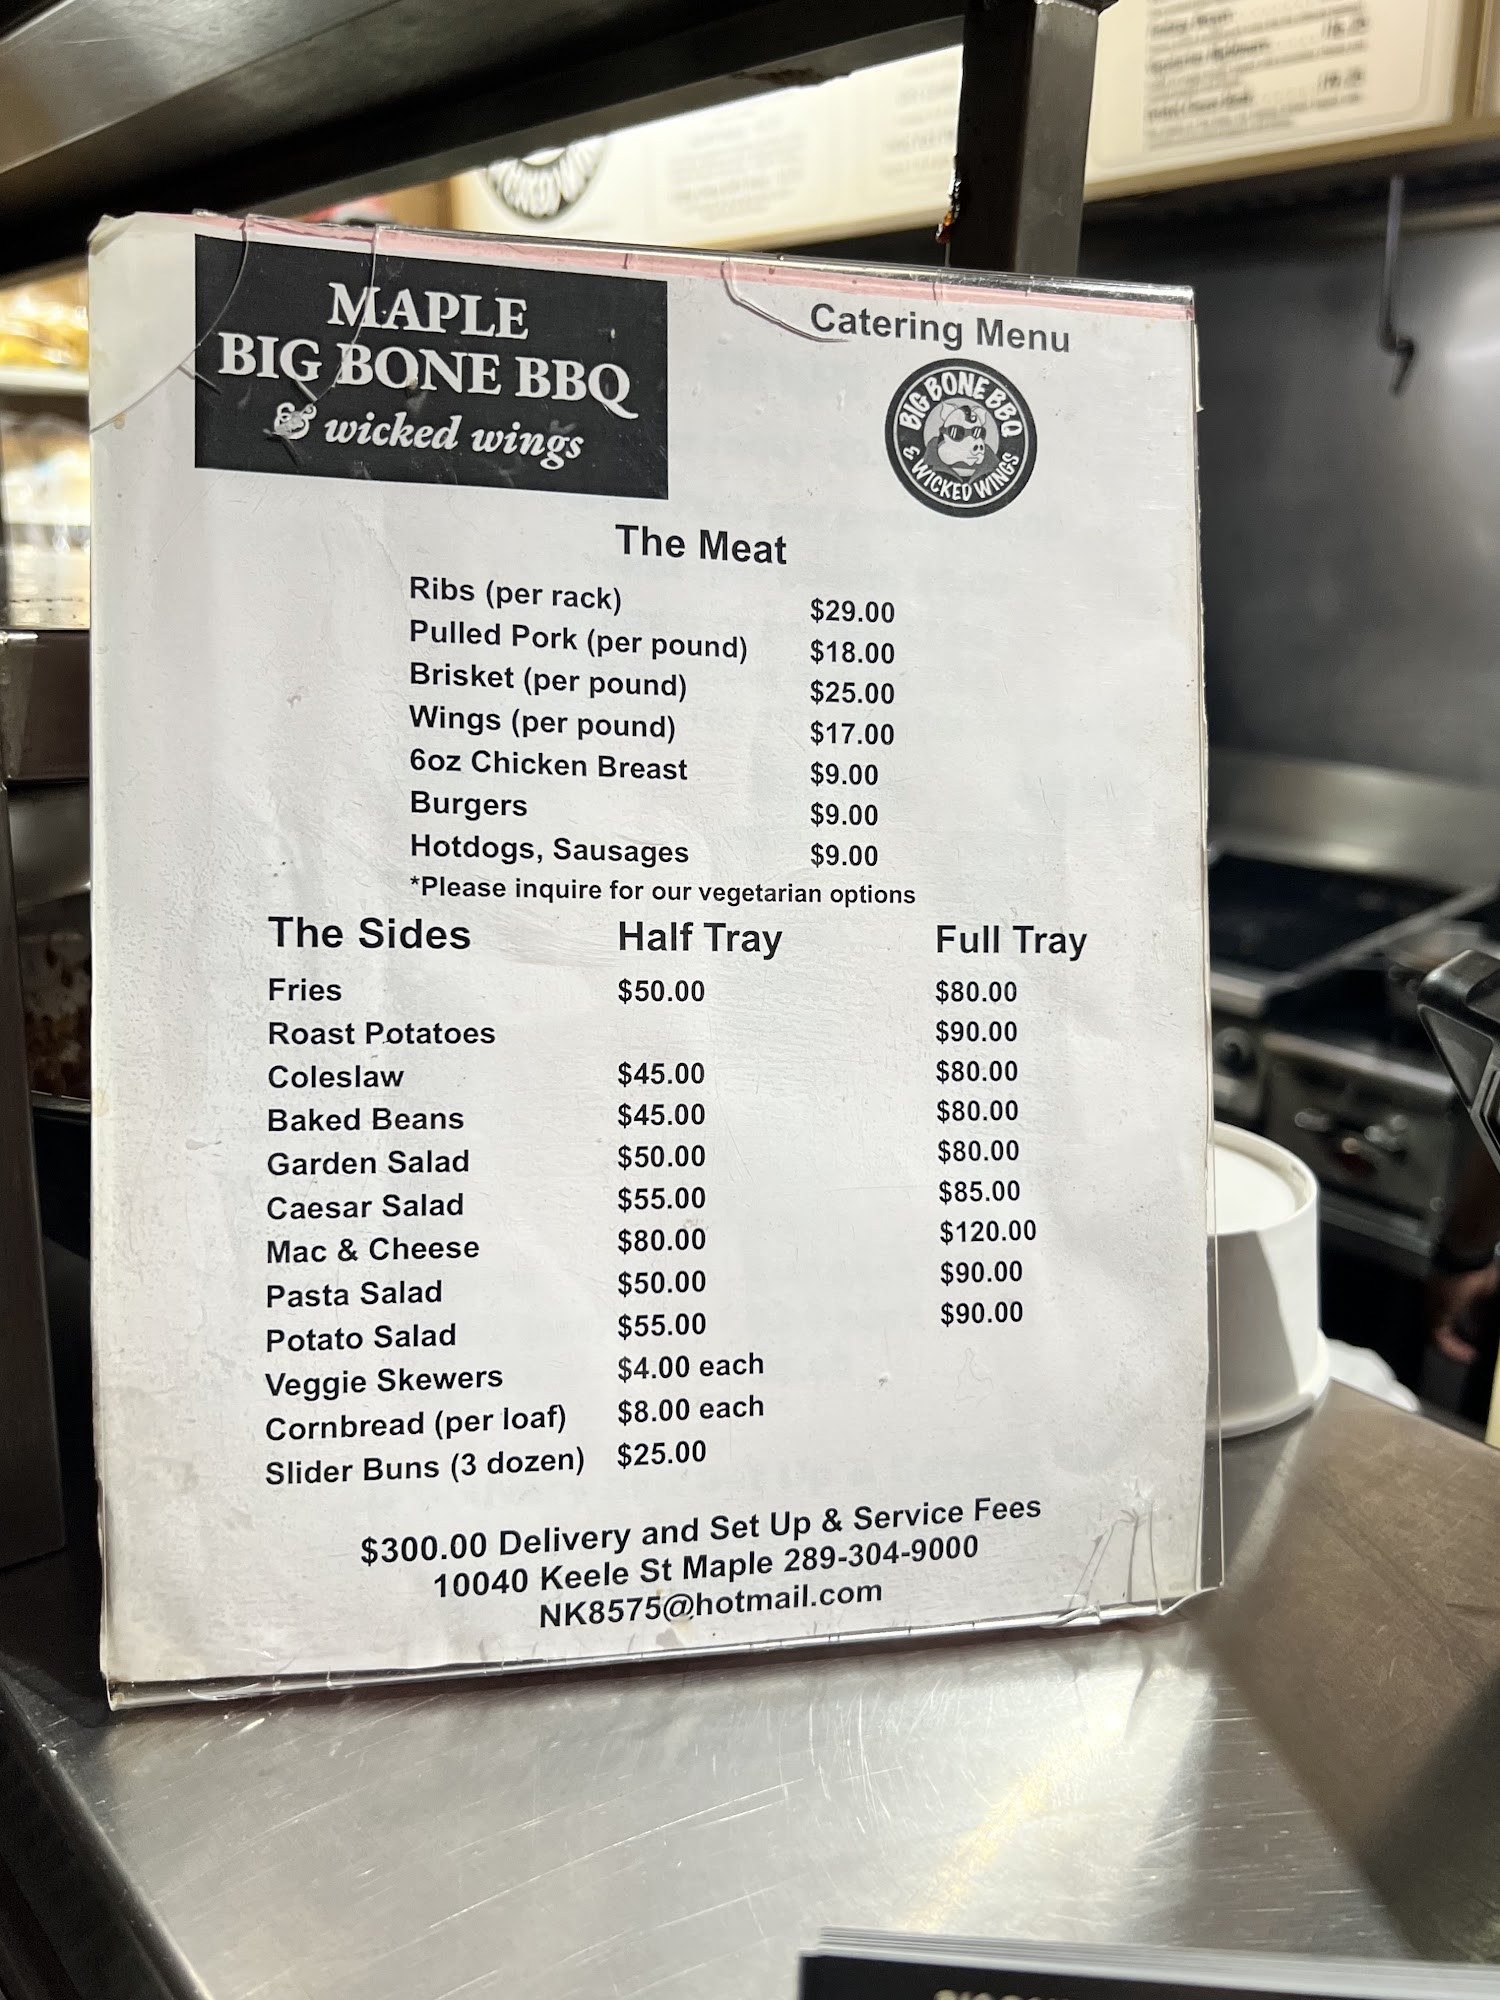 MAPLE
BIG BONE BBQ
& wicked wings
Catering Menu
BIG BONE BBQ
& WICKED WINGS
The Meat
Ribs (per rack) $29.00
Pulled Pork (per pound) $18.00
Brisket (per pound) $25.00
Wings (per pound) $17.00
6oz Chicken Breast $9.00
Burgers $9.00
Hotdogs, Sausages $9.00
*Please inquire for our vegetarian options
The Sides Half Tray Full Tray
Fries $50.00 $80.00
Roast Potatoes $90.00
Coleslaw $45.00 $80.00
Baked Beans $45.00 $80.00
Garden Salad $50.00 $80.00
Caesar Salad $55.00 $85.00
Mac & Cheese $80.00 $120.00
Pasta Salad $50.00 $90.00
Potato Salad $55.00 $90.00
Veggie Skewers $4.00 each
Cornbread (per loaf) $8.00 each
Slider Buns (3 dozen) $25.00
$300.00 Delivery and Set Up & Service Fees
10040 Keele St Maple 289-304-9000
NK8575@hotmail.com